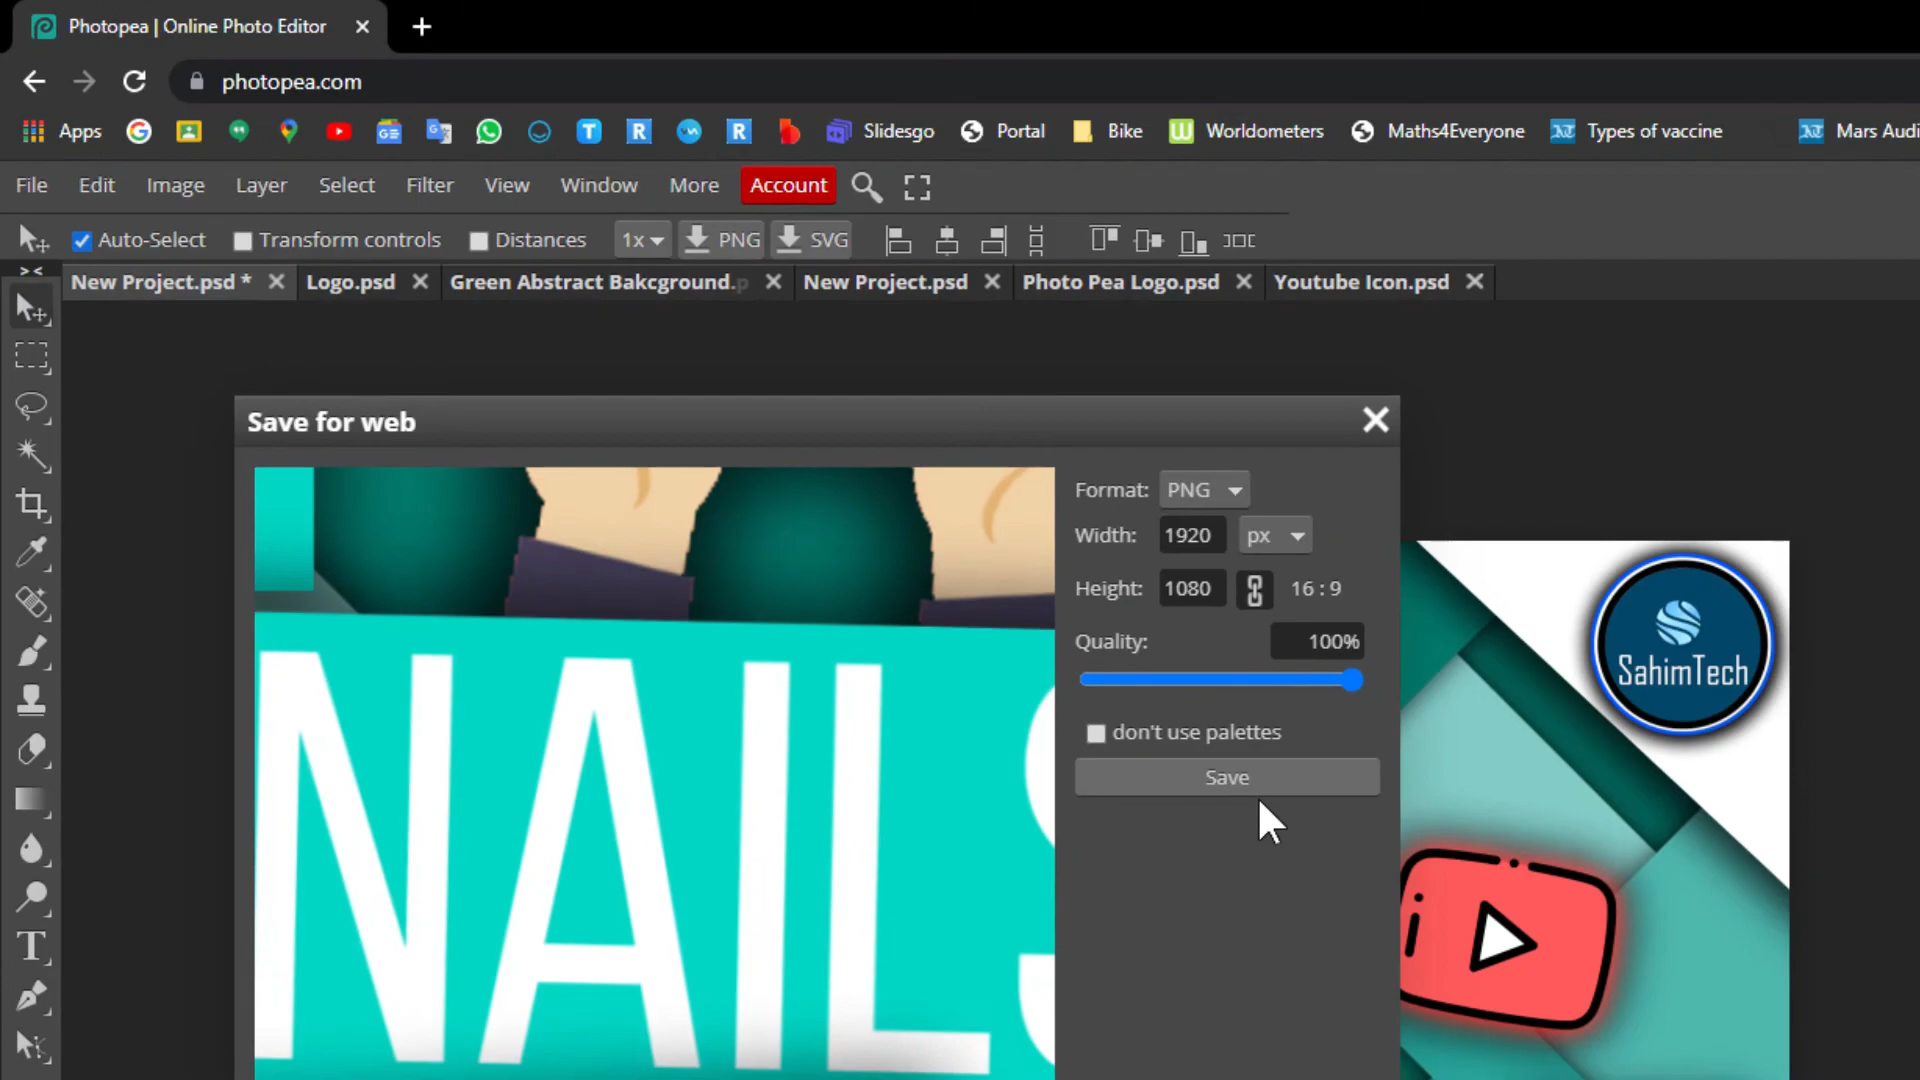 Photopea | Online Photo Editor
photopea.com
Apps Slidesgo Portal Bike Worldometers Maths4Everyone Types of vaccine Mars Audi
File Edit Image Layer Select Filter View Window More Account
Auto-Select Transform controls Distances 1x PNG SVG
New Project.psd * Logo.psd Green Abstract Bakcground.p New Project.psd Photo Pea Logo.psd Youtube Icon.psd
Save for web
Format: PNG
Width: 1920 px
Height: 1080 16 : 9
Quality: 100%
don't use palettes
Save
NAILS
SahimTech